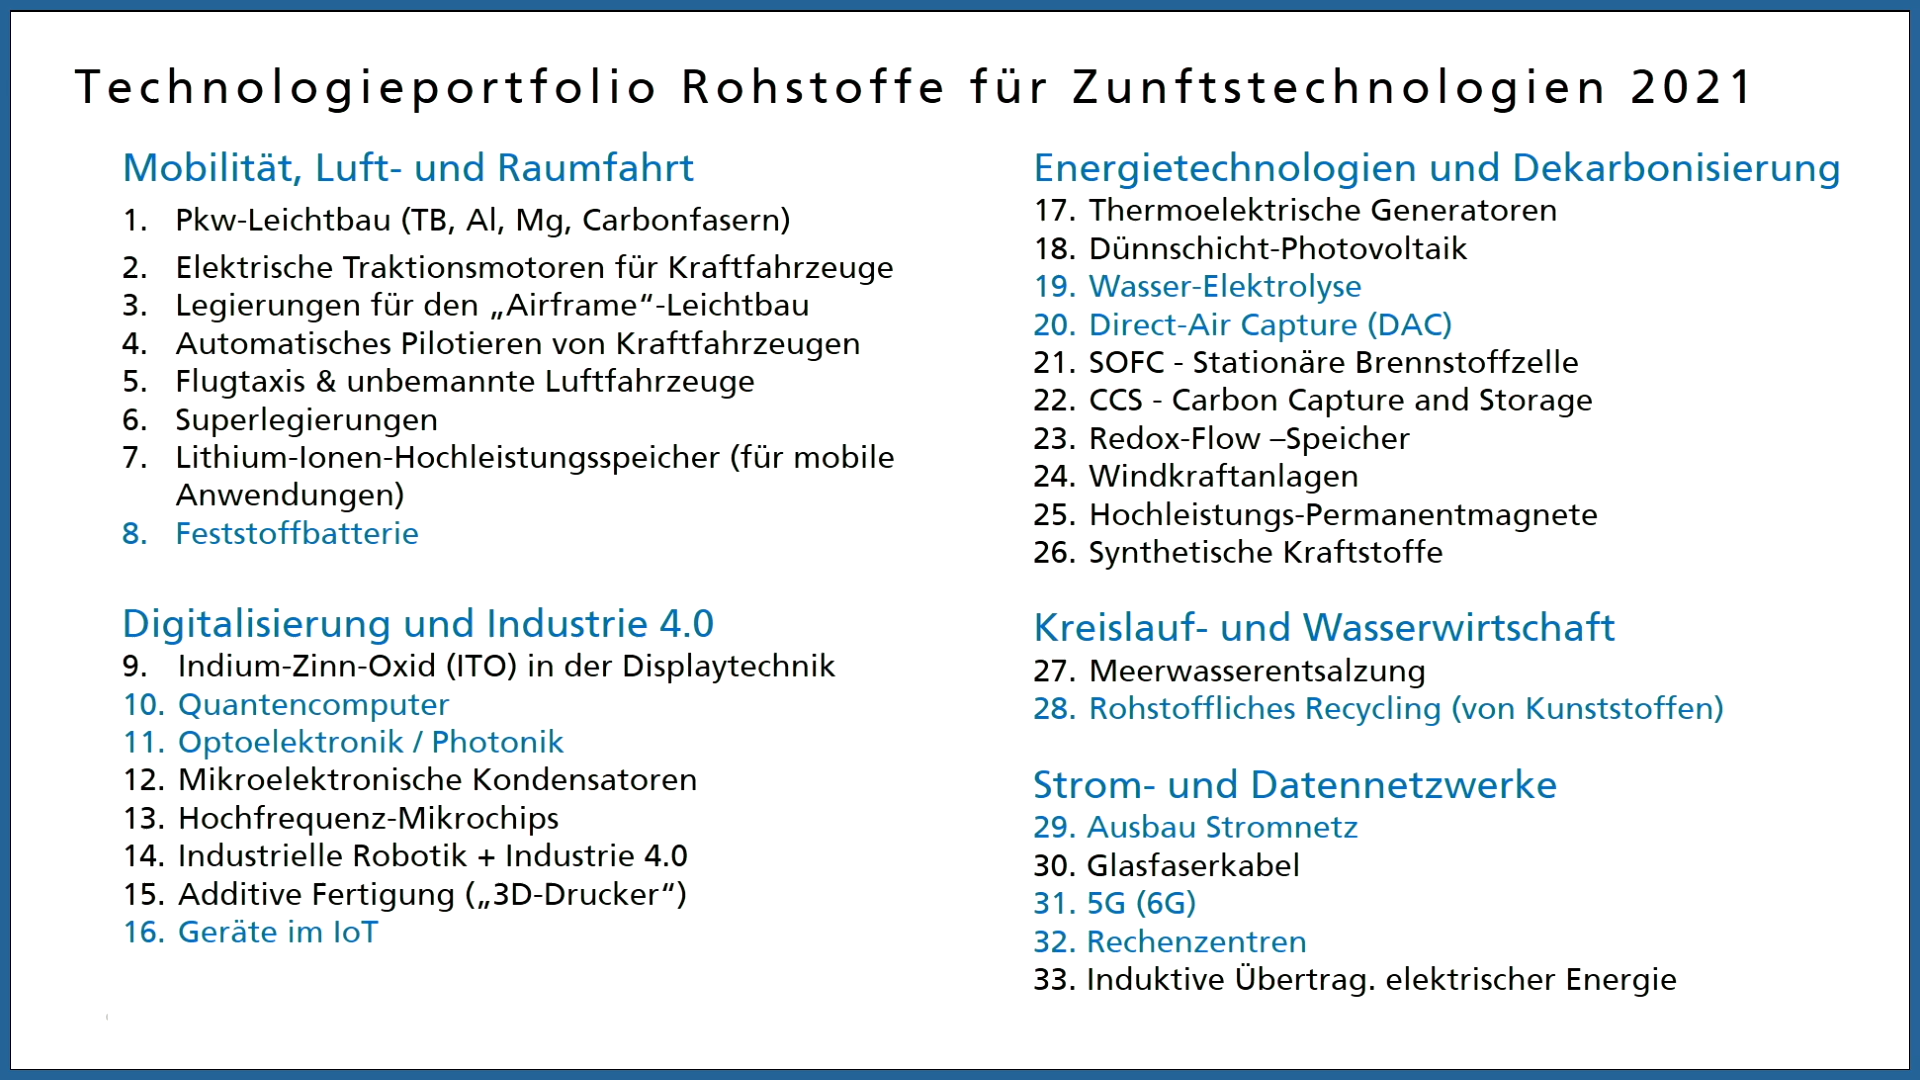 Technologieportfolio Rohstoffe für Zunftstechnologien 2021
Mobilität, Luft- und Raumfahrt
1. Pkw-Leichtbau (TB, Al, Mg, Carbonfasern)
2. Elektrische Traktionsmotoren für Kraftfahrzeuge
3. Legierungen für den „Airframe“-Leichtbau
4. Automatisches Pilotieren von Kraftfahrzeugen
5. Flugtaxis & unbemannte Luftfahrzeuge
6. Superlegierungen
7. Lithium-Ionen-Hochleistungsspeicher (für mobile
Anwendungen)
8. Feststoffbatterie
Digitalisierung und Industrie 4.0
9. Indium-Zinn-Oxid (ITO) in der Displaytechnik
10. Quantencomputer
11. Optoelektronik / Photonik
12. Mikroelektronische Kondensatoren
13. Hochfrequenz-Mikrochips
14. Industrielle Robotik + Industrie 4.0
15. Additive Fertigung („3D-Drucker“)
16. Geräte im IoT
Energietechnologien und Dekarbonisierung
17. Thermoelektrische Generatoren
18. Dünnschicht-Photovoltaik
19. Wasser-Elektrolyse
20. Direct-Air Capture (DAC)
21. SOFC - Stationäre Brennstoffzelle
22. CCS - Carbon Capture and Storage
23. Redox-Flow –Speicher
24. Windkraftanlagen
25. Hochleistungs-Permanentmagnete
26. Synthetische Kraftstoffe
Kreislauf- und Wasserwirtschaft
27. Meerwasserentsalzung
28. Rohstoffliches Recycling (von Kunststoffen)
Strom- und Datennetzwerke
29. Ausbau Stromnetz
30. Glasfaserkabel
31. 5G (6G)
32. Rechenzentren
33. Induktive Übertrag. elektrischer Energie